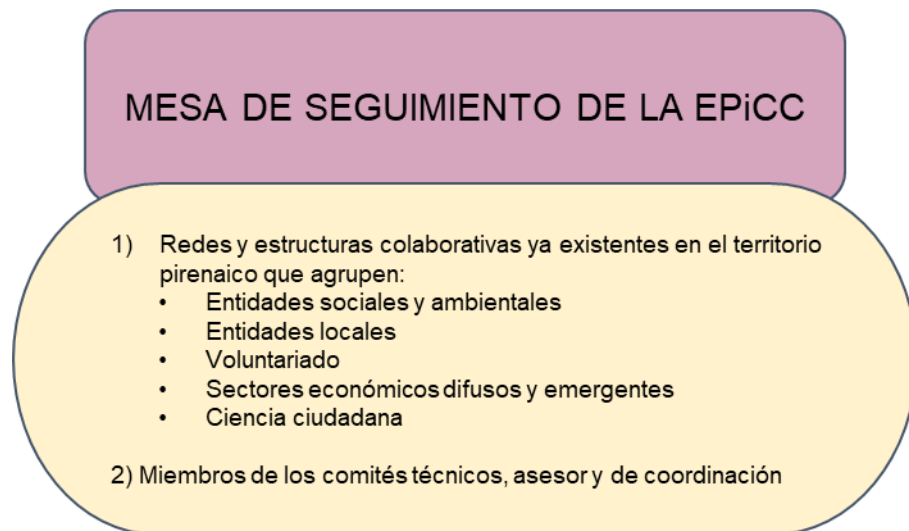 MESA DE SEGUIMIENTO DE LA EPiCC
1) Redes y estructuras colaborativas ya existentes en el territorio
pirenaico que agrupen:
• Entidades sociales y ambientales
• Entidades locales
• Voluntariado
• Sectores económicos difusos y emergentes
• Ciencia ciudadana
2) Miembros de los comités técnicos, asesor y de coordinación